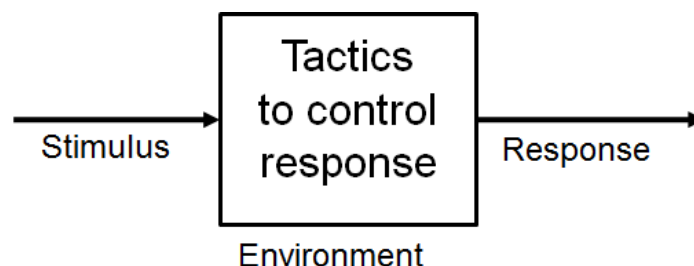 Tactics
to control
response
Stimulus
Response
Environment